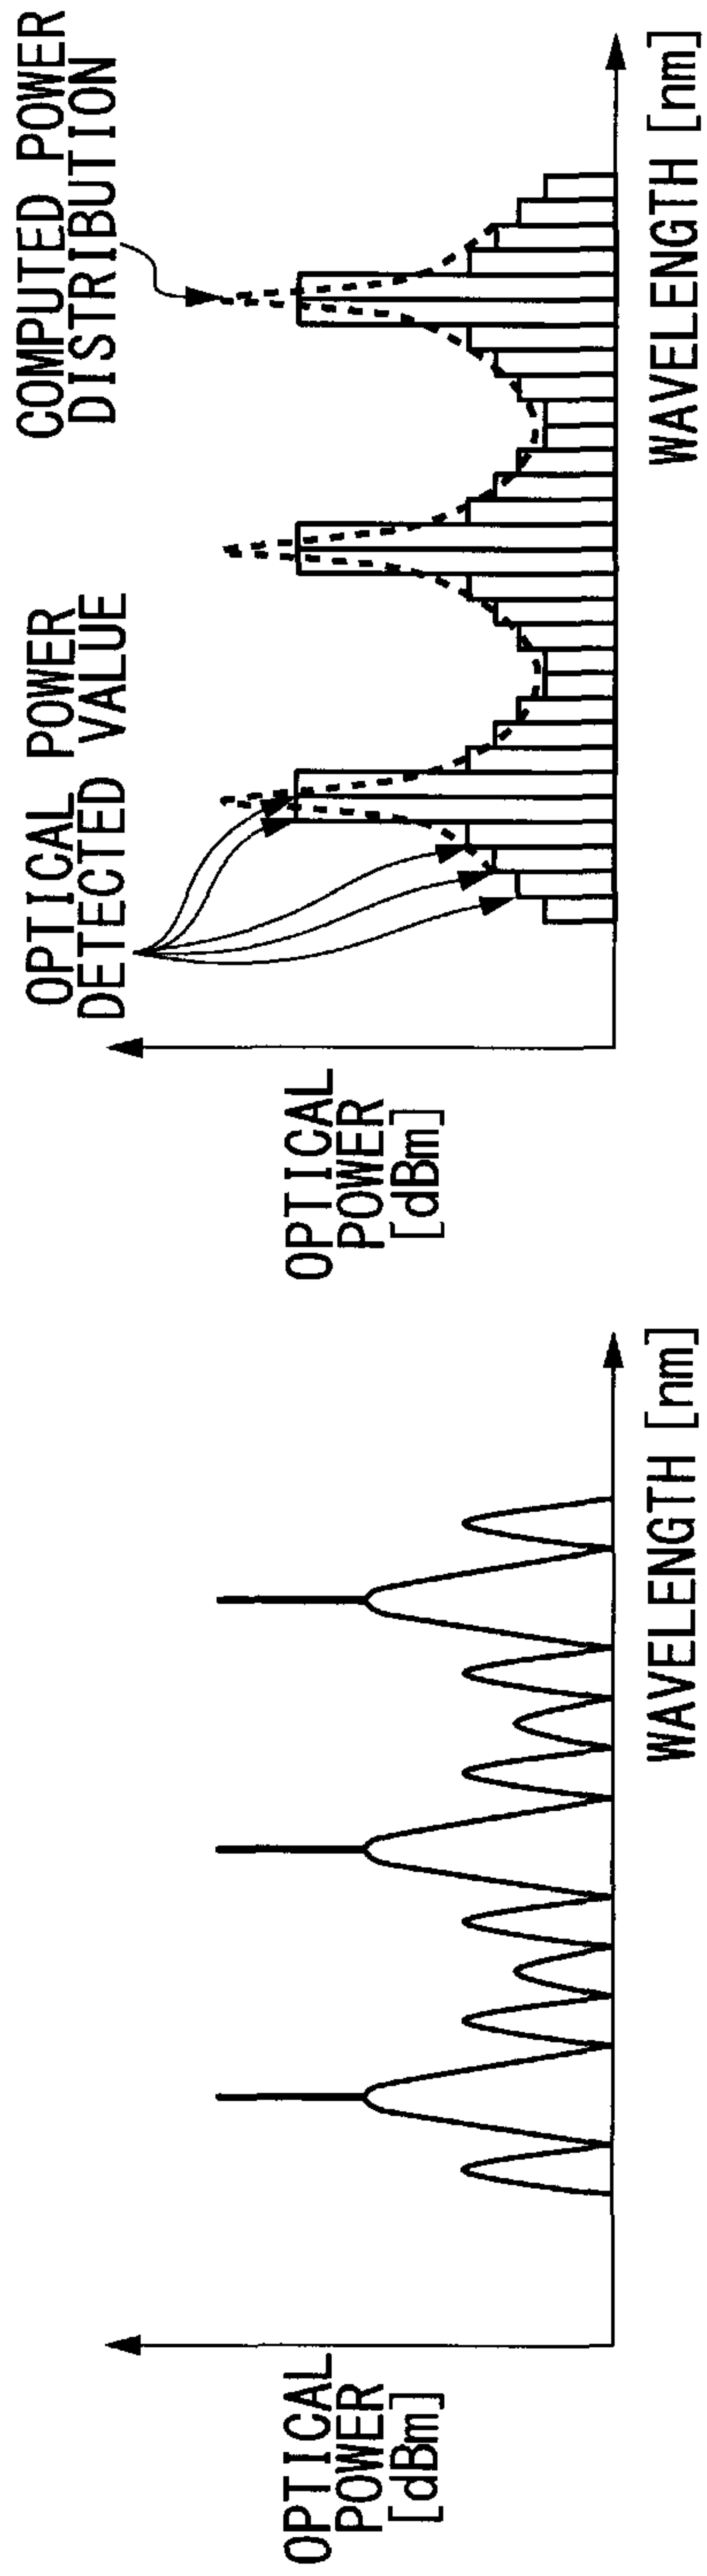 OPTICAL
POWER
[dBm]
WAVELENGTH [nm]
OPTICAL
POWER
[dBm]
OPTICAL POWER
DETECTED VALUE
COMPUTED POWER
DISTRIBUTION
WAVELENGTH [nm]